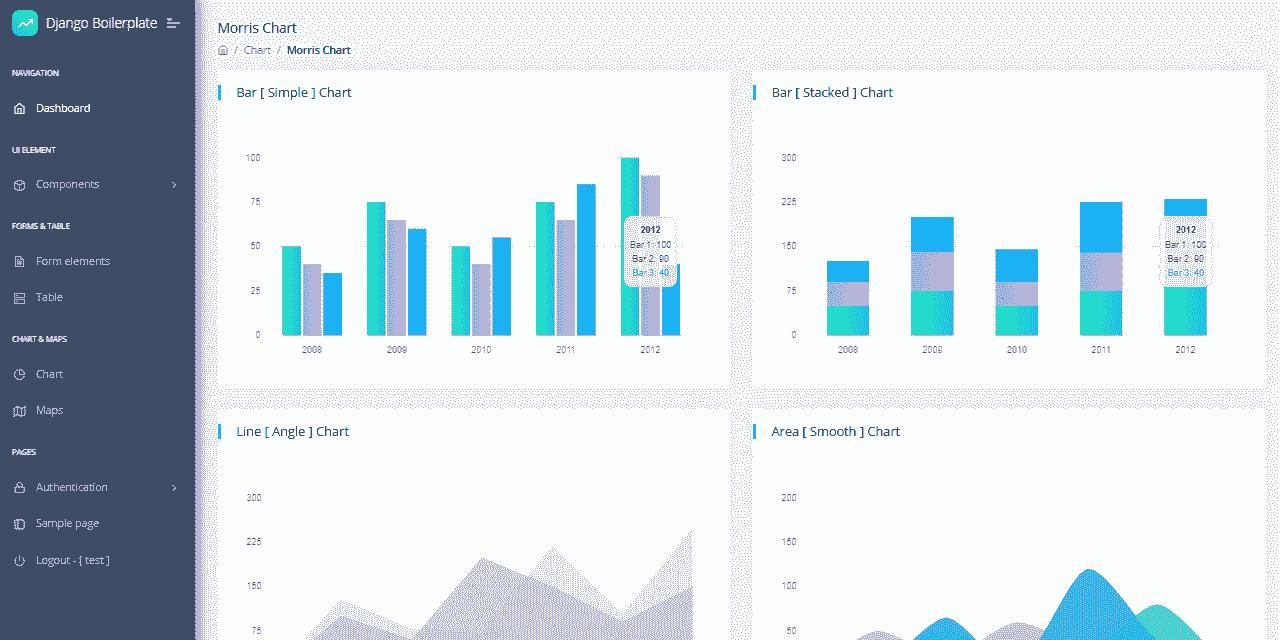 Django Boilerplate
NAVIGATION
Dashboard
UI ELEMENT
Components
FORMS & TABLE
Form elements
Table
CHART & MAPS
Chart
Maps
PAGES
Authentication
Sample page
Logout - [ test ]
Morris Chart
/ Chart / Morris Chart
Bar [ Simple ] Chart
100
75
50
25
0
2008 2009 2010 2011 2012
2012
Bar 1: 100
Bar 2: 90
Bar 3: 40
Bar [ Stacked ] Chart
300
225
150
75
0
2008 2009 2010 2011 2012
2012
Bar 1: 100
Bar 2: 90
Bar 3: 40
Line [ Angle ] Chart
300
225
150
75
Area [ Smooth ] Chart
200
150
100
50